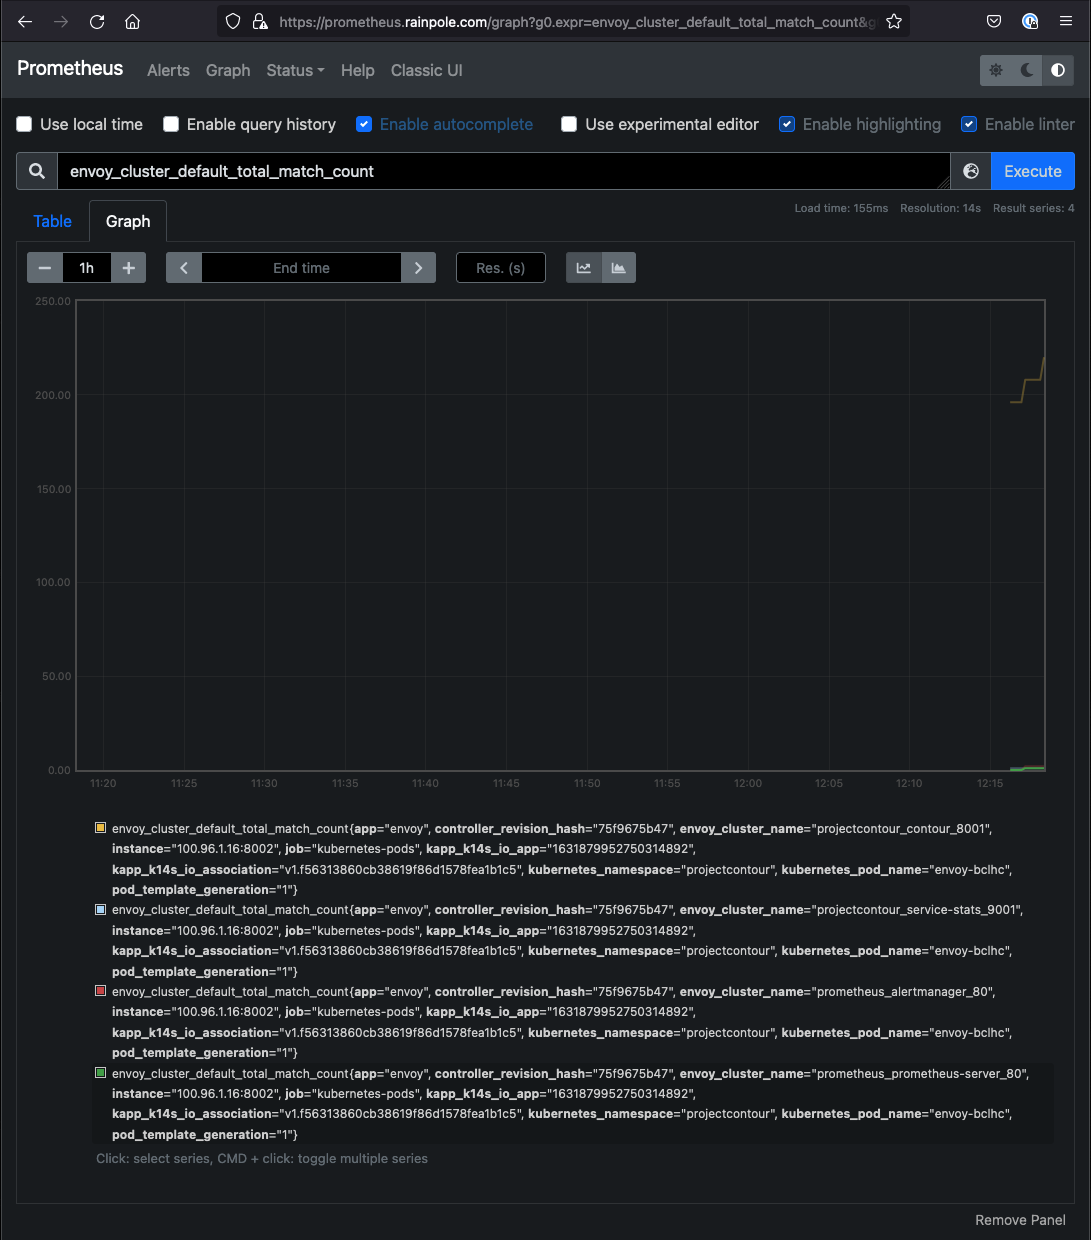 https://prometheus.rainpole.com/graph?g0.expr=envoy_cluster_default_total_match_count&g
Prometheus Alerts Graph Status Help Classic UI
Use local time Enable query history Enable autocomplete Use experimental editor Enable highlighting Enable linter
envoy_cluster_default_total_match_count Execute
Load time: 155ms Resolution: 14s Result series: 4
Table Graph
1h End time Res. (s)
250.00
200.00
150.00
100.00
50.00
0.00
11:20 11:25 11:30 11:35 11:40 11:45 11:50 11:55 12:00 12:05 12:10 12:15
envoy_cluster_default_total_match_count{app="envoy", controller_revision_hash="75f9675b47", envoy_cluster_name="projectcontour_contour_8001",
instance="100.96.1.16:8002", job="kubernetes-pods", kapp_k14s_io_app="1631879952750314892",
kapp_k14s_io_association="v1.f56313860cb38619f86d1578fea1b1c5", kubernetes_namespace="projectcontour", kubernetes_pod_name="envoy-bclhc",
pod_template_generation="1"}
envoy_cluster_default_total_match_count{app="envoy", controller_revision_hash="75f9675b47", envoy_cluster_name="projectcontour_service-stats_9001",
instance="100.96.1.16:8002", job="kubernetes-pods", kapp_k14s_io_app="1631879952750314892",
kapp_k14s_io_association="v1.f56313860cb38619f86d1578fea1b1c5", kubernetes_namespace="projectcontour", kubernetes_pod_name="envoy-bclhc",
pod_template_generation="1"}
envoy_cluster_default_total_match_count{app="envoy", controller_revision_hash="75f9675b47", envoy_cluster_name="prometheus_alertmanager_80",
instance="100.96.1.16:8002", job="kubernetes-pods", kapp_k14s_io_app="1631879952750314892",
kapp_k14s_io_association="v1.f56313860cb38619f86d1578fea1b1c5", kubernetes_namespace="projectcontour", kubernetes_pod_name="envoy-bclhc",
pod_template_generation="1"}
envoy_cluster_default_total_match_count{app="envoy", controller_revision_hash="75f9675b47", envoy_cluster_name="prometheus_prometheus-server_80",
instance="100.96.1.16:8002", job="kubernetes-pods", kapp_k14s_io_app="1631879952750314892",
kapp_k14s_io_association="v1.f56313860cb38619f86d1578fea1b1c5", kubernetes_namespace="projectcontour", kubernetes_pod_name="envoy-bclhc",
pod_template_generation="1"}
Click: select series, CMD + click: toggle multiple series
Remove Panel